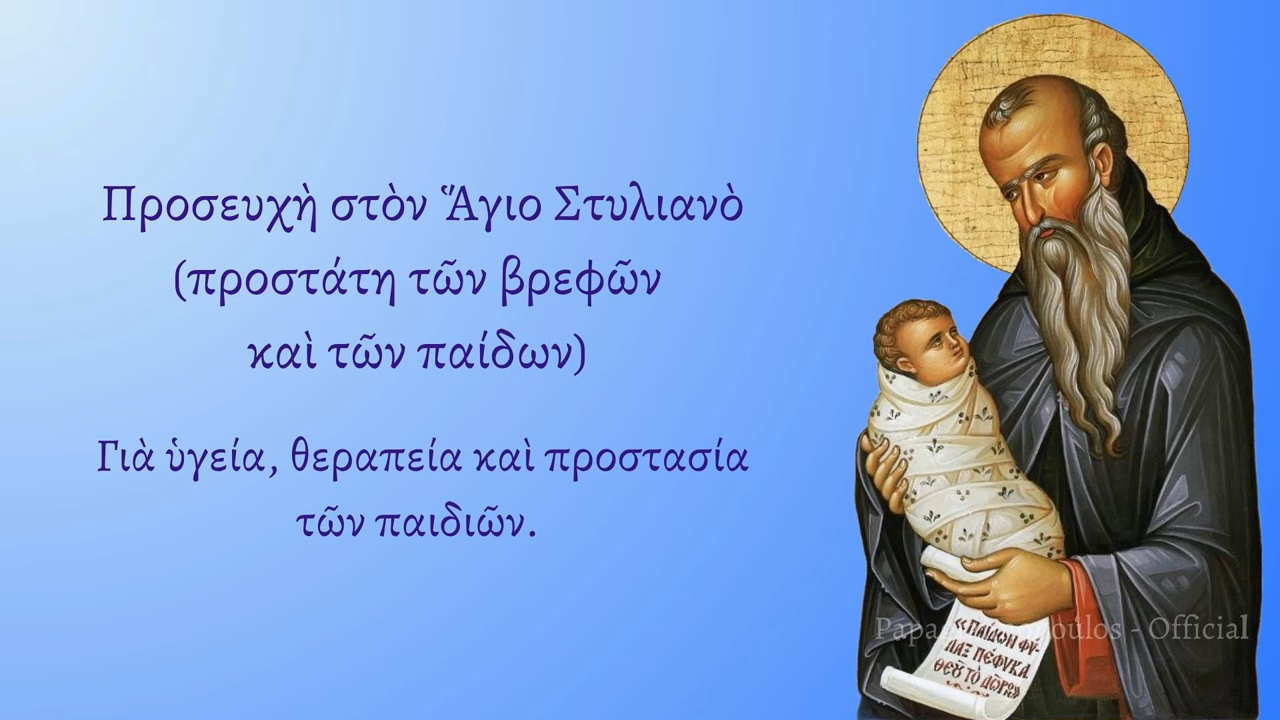 Προσευχὴ στὸν Ἅγιο Στυλιανὸ
(προστάτη τῶν βρεφῶν
καὶ τῶν παίδων)
Γιὰ ὑγεία, θεραπεία καὶ προστασία
τῶν παιδιῶν.
- Official
«ΠΑΙΔΩΝ ΦΥ-
ΛΑΞ ΠΕΦΥΚΑ
ΘΕΟῦ ΤΟ ΔΩΡΟΝ»